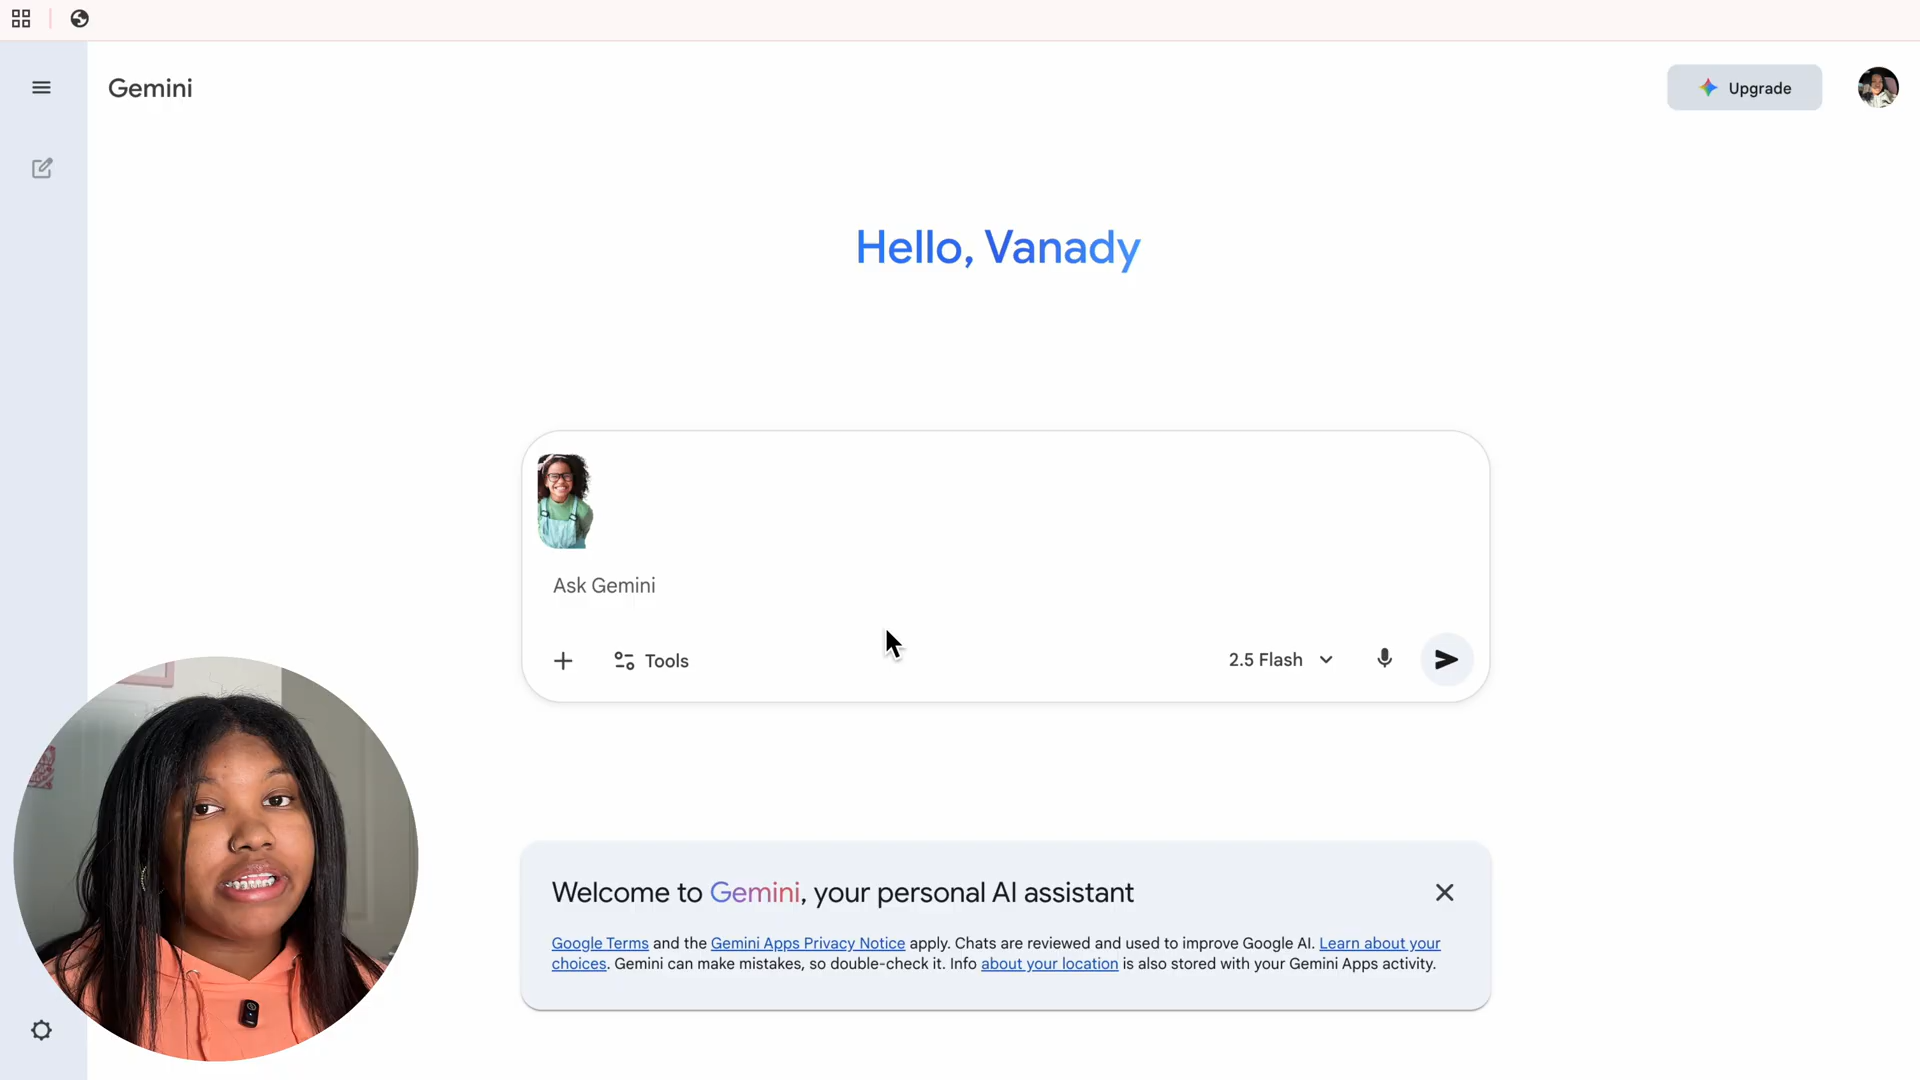 Gemini
Upgrade
Hello, Vanady
Ask Gemini
Tools
2.5 Flash
Welcome to Gemini, your personal AI assistant
Google Terms and the Gemini Apps Privacy Notice apply. Chats are reviewed and used to improve Google AI. Learn about your
choices. Gemini can make mistakes, so double-check it. Info about your location is also stored with your Gemini Apps activity.